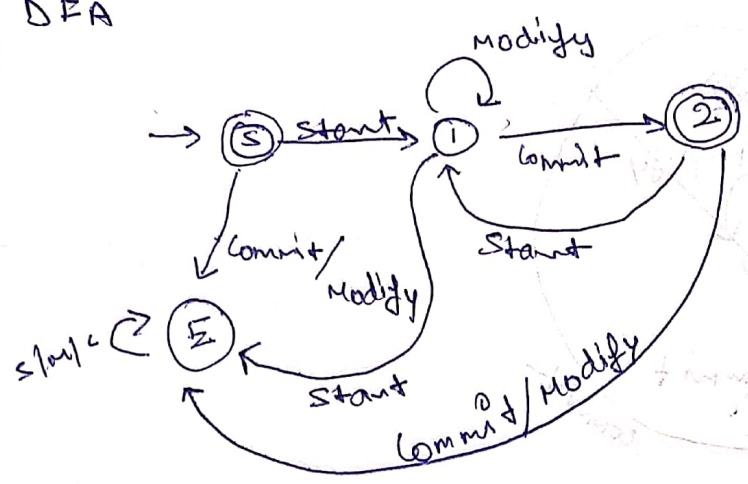 DFA
Modify
S
Start
1
Commit
2
Start
Commit/
Modify
E
s/m/c
Start
Commit/Modify